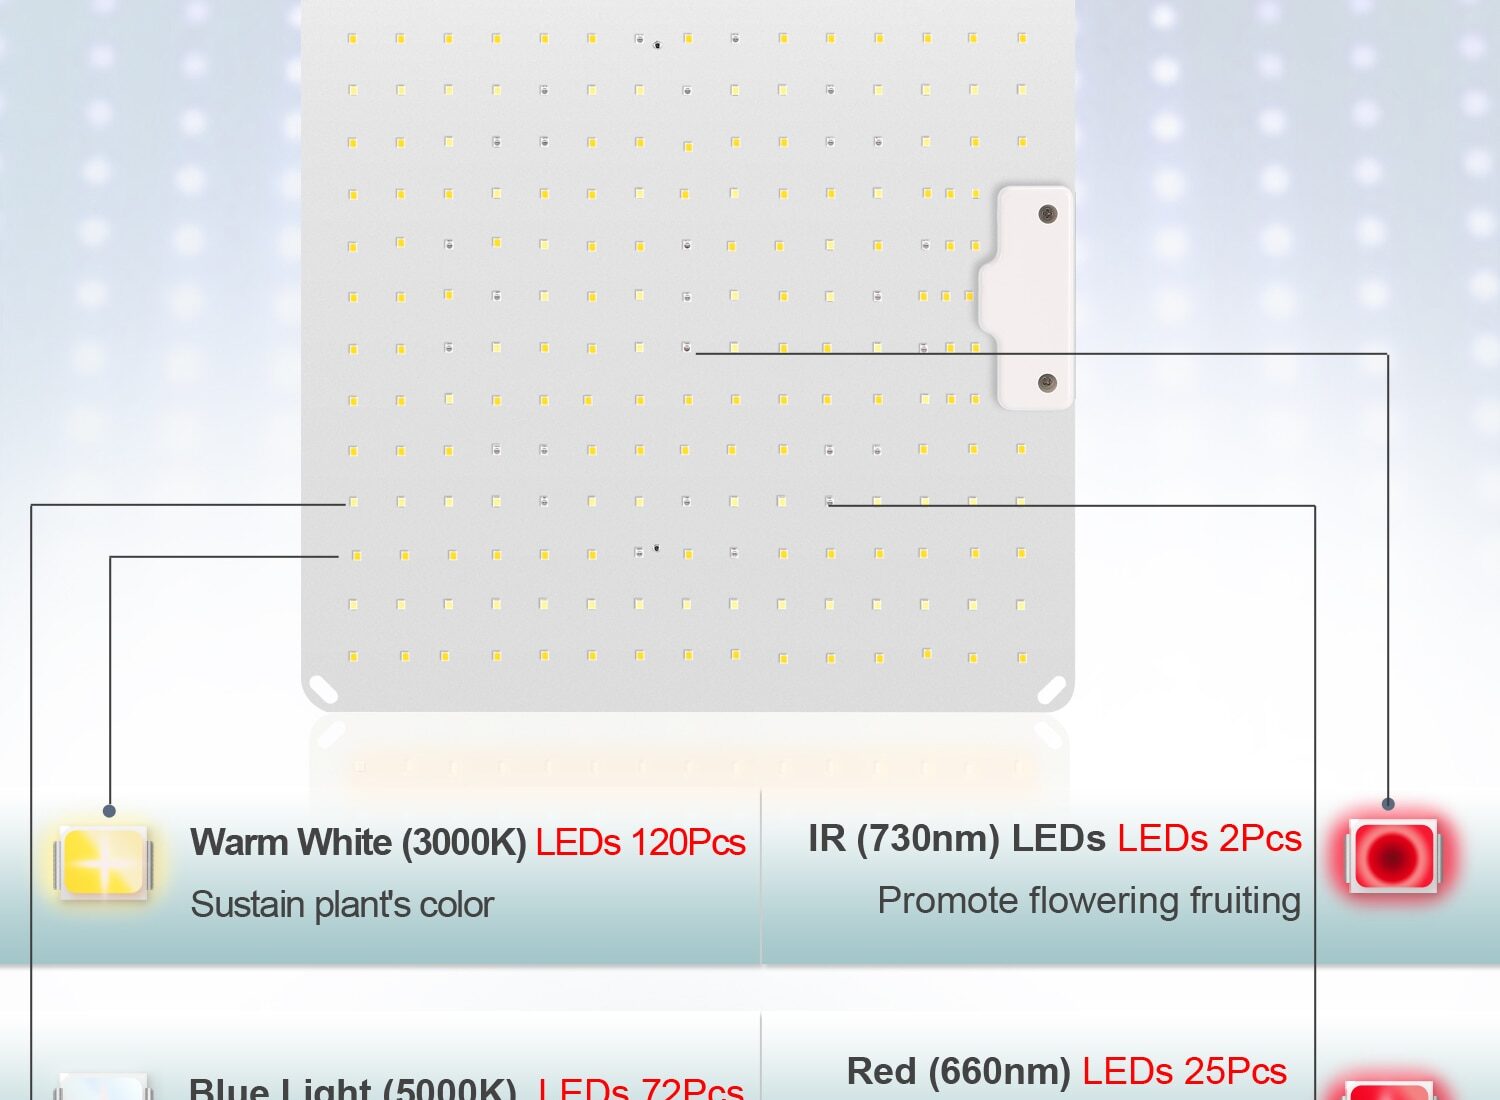 Warm White (3000K) LEDs 120Pcs
Sustain plant's color
IR (730nm) LEDs LEDs 2Pcs
Promote flowering fruiting
Blue Light (5000K) LEDs 72Pcs
Red (660nm) LEDs 25Pcs